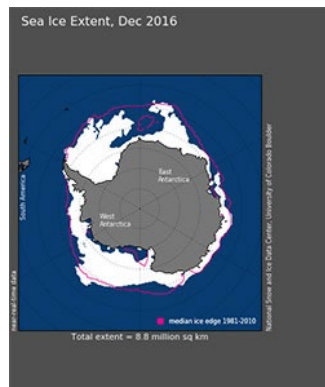 Sea Ice Extent, Dec 2016
East
Antarctica
West
Antarctica
South America
near-real-time data
National Snow and Ice Data Center, University of Colorado Boulder
median ice edge 1981-2010
Total extent = 8.8 million sq km